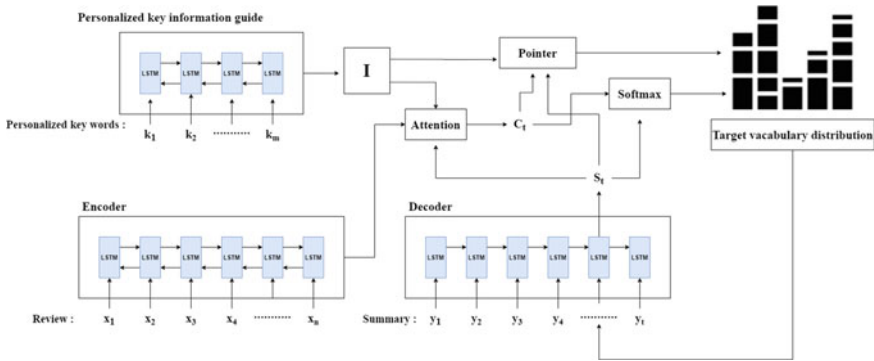 Personalized key information guide
LSTM LSTM LSTM LSTM
I
Pointer
Softmax
Personalized key words : k1 k2 ........... km
Attention
Ct
Target vacabulary distribution
St
Encoder
Decoder
LSTM LSTM LSTM LSTM LSTM LSTM
LSTM LSTM LSTM LSTM LSTM LSTM
Review : x1 x2 x3 x4 ........... xn
Summary : y1 y2 y3 y4 ........... yt